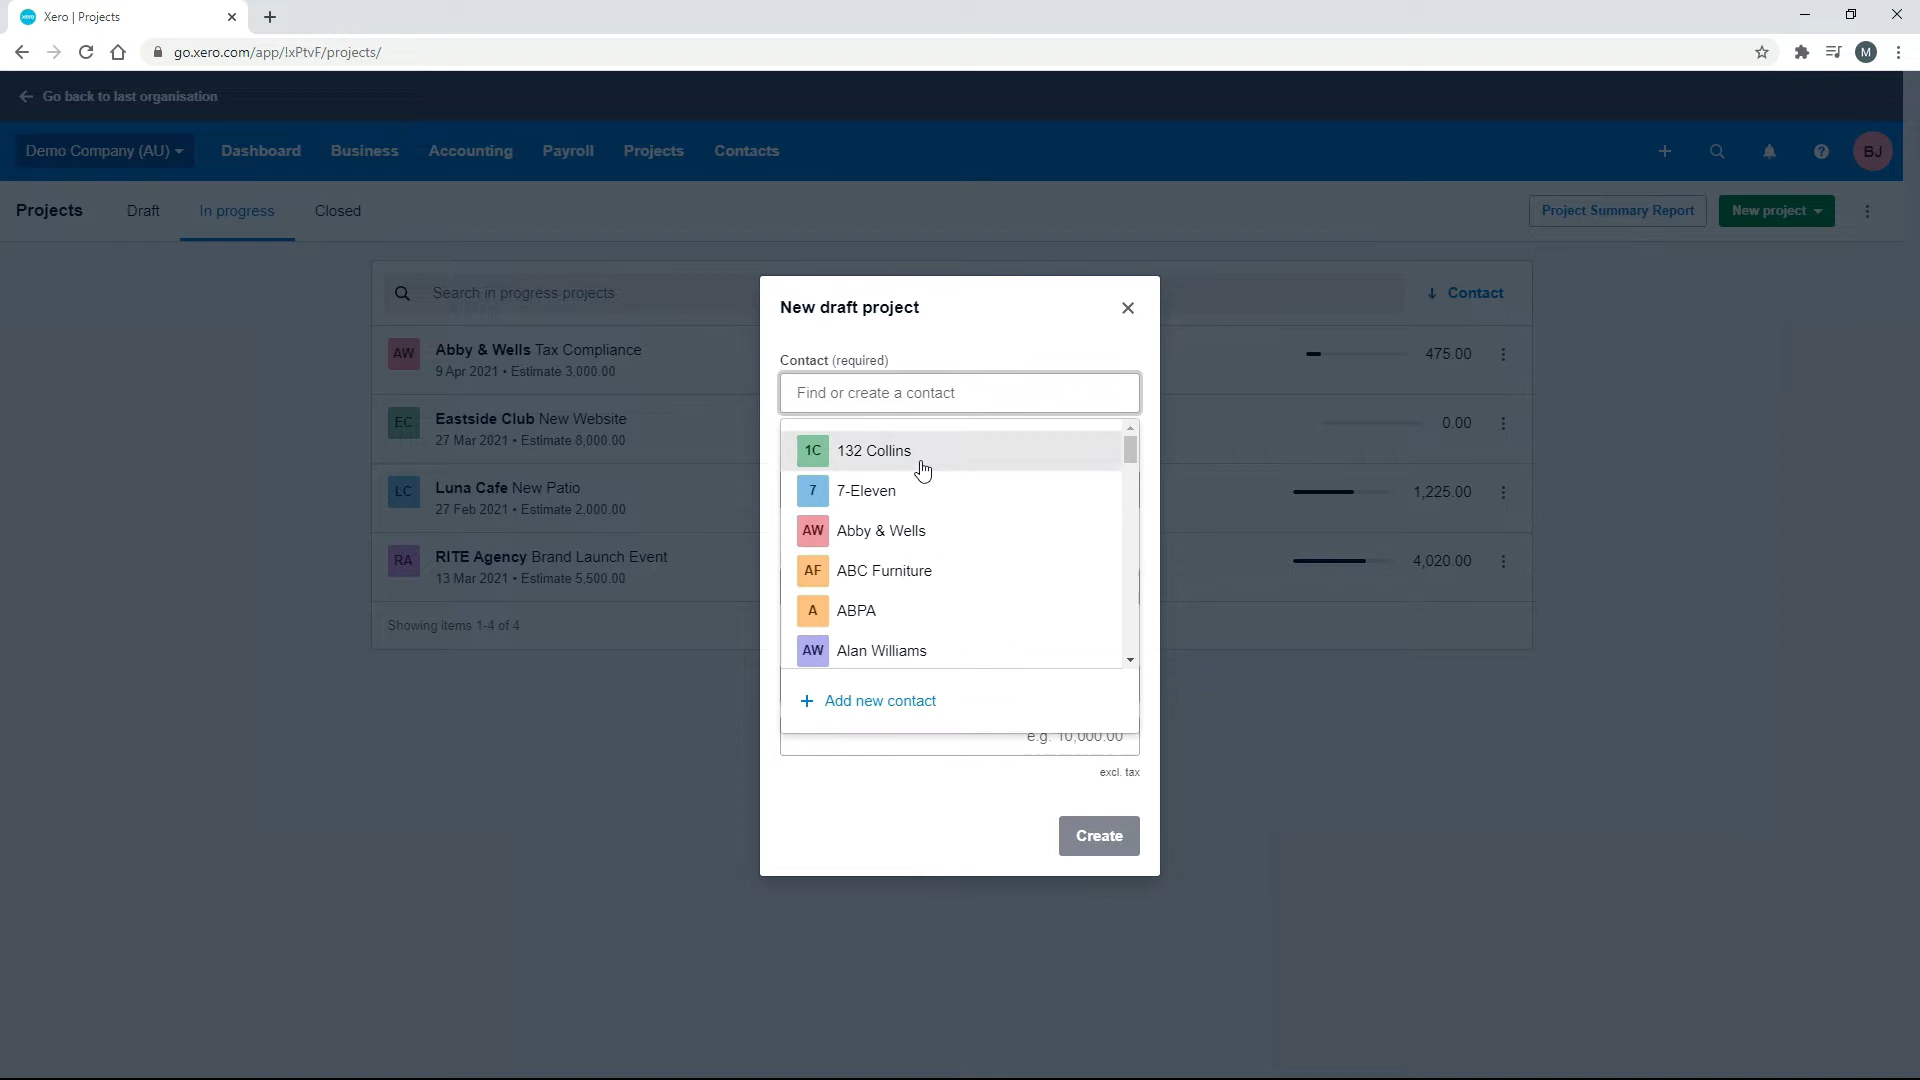 Xero | Projects
go.xero.com/app/!xPtvF/projects/
M
Go back to last organisation
Demo Company (AU)
Dashboard
Business
Accounting
Payroll
Projects
Contacts
BJ
Projects
Draft
In progress
Closed
Project Summary Report
New project
Search in progress projects
Contact
AW
Abby & Wells Tax Compliance
9 Apr 2021 • Estimate 3,000.00
475.00
EC
Eastside Club New Website
27 Mar 2021 • Estimate 8,000.00
0.00
LC
Luna Cafe New Patio
27 Feb 2021 • Estimate 2,000.00
1,225.00
RA
RITE Agency Brand Launch Event
13 Mar 2021 • Estimate 5,500.00
4,020.00
Showing items 1-4 of 4
New draft project
Contact (required)
Find or create a contact
1C 132 Collins
7 7-Eleven
AW Abby & Wells
AF ABC Furniture
A ABPA
AW Alan Williams
+ Add new contact
e.g. 10,000.00
excl. tax
Create